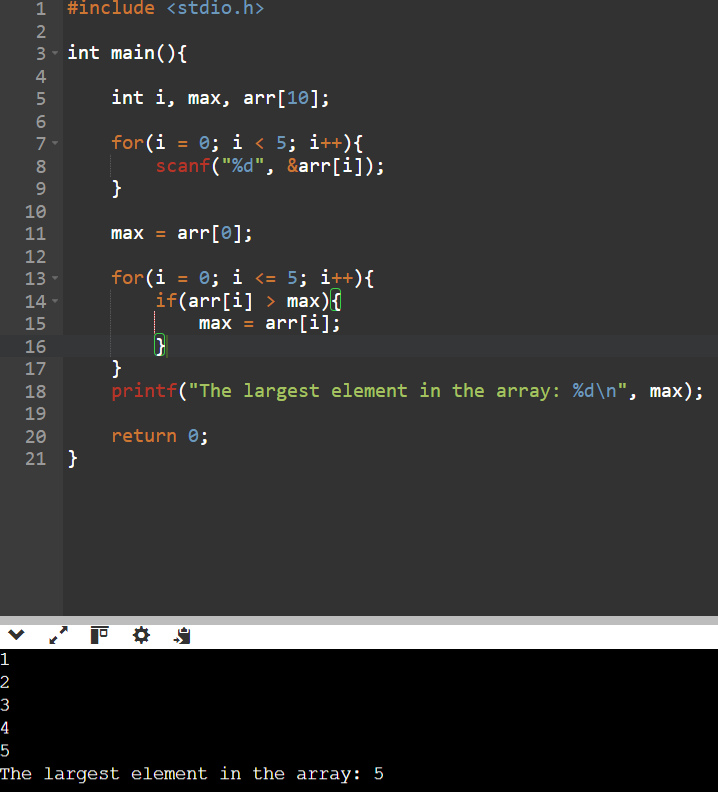 1 #include <stdio.h>
2
3 int main(){
4
5 int i, max, arr[10];
6
7 for(i = 0; i < 5; i++){
8 scanf("%d", &arr[i]);
9 }
10
11 max = arr[0];
12
13 for(i = 0; i <= 5; i++){
14 if(arr[i] > max){
15 max = arr[i];
16 }
17 }
18 printf("The largest element in the array: %d\n", max);
19
20 return 0;
21 }
1
2
3
4
5
The largest element in the array: 5